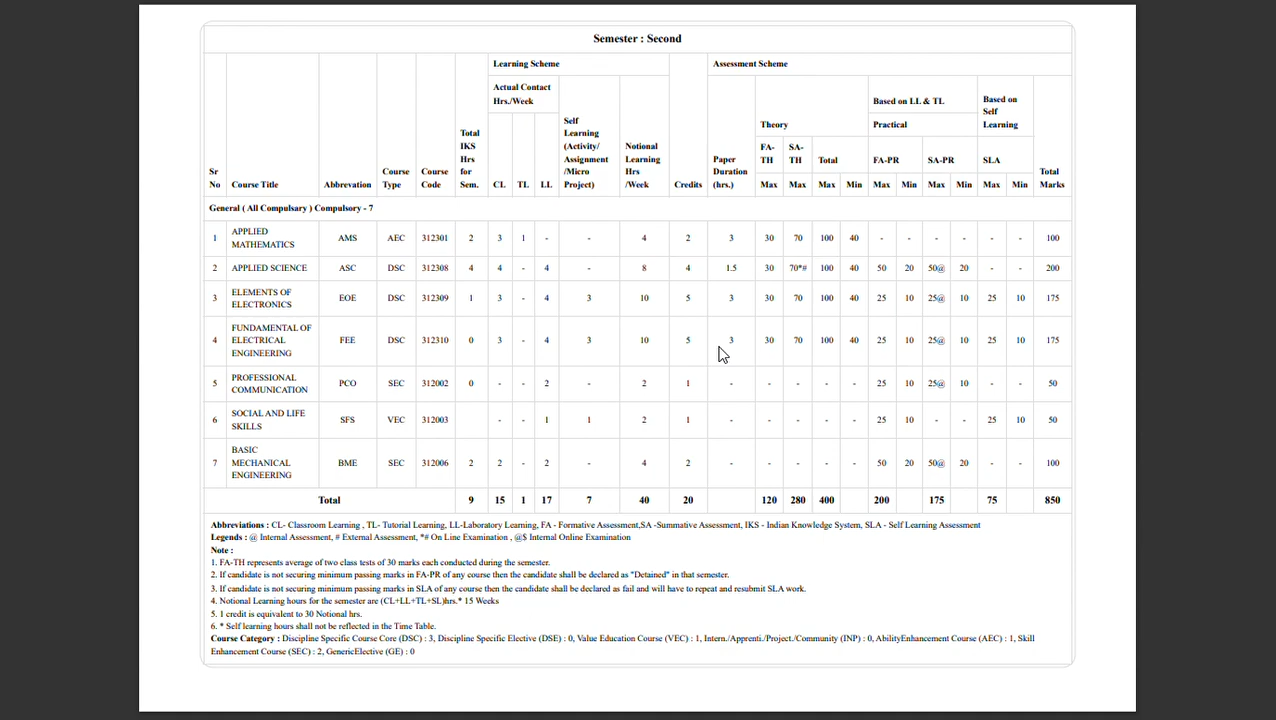 Semester : Second
Learning Scheme
Assessment Scheme
Actual Contact Hrs./Week
Based on LL & TL
Based on Self Learning
Theory
Practical
Sr No
Course Title
Abbrevation
Course Type
Course Code
Total IKS Hrs for Sem.
CL TL LL
Self Learning (Activity/ Assignment /Micro Project)
Notional Learning Hrs /Week
Credits
Paper Duration (hrs.)
FA-TH SA-TH Total FA-PR SA-PR SLA
Max Max Max Min Max Min Max Min Max Min
Total Marks
General ( All Compulsary ) Compulsory - 7
1 APPLIED MATHEMATICS AMS AEC 312301 2 3 1 - - 4 2 3 30 70 100 40 - - - - - - 100
2 APPLIED SCIENCE ASC DSC 312308 4 4 - 4 - 8 4 1.5 30 70*# 100 40 50 20 50@ 20 - - 200
3 ELEMENTS OF ELECTRONICS EOE DSC 312309 1 3 - 4 3 10 5 3 30 70 100 40 25 10 25@ 10 25 10 175
4 FUNDAMENTAL OF ELECTRICAL ENGINEERING FEE DSC 312310 0 3 - 4 3 10 5 3 30 70 100 40 25 10 25@ 10 25 10 175
5 PROFESSIONAL COMMUNICATION PCO SEC 312002 0 - - 2 - 2 1 - - - - - 25 10 25@ 10 - - 50
6 SOCIAL AND LIFE SKILLS SFS VEC 312003 - - 1 1 2 1 - - - - - 25 10 - - 25 10 50
7 BASIC MECHANICAL ENGINEERING BME SEC 312006 2 2 - 2 - 4 2 - - - - - 50 20 50@ 20 - - 100
Total 9 15 1 17 7 40 20 120 280 400 200 175 75 850
Abbreviations : CL- Classroom Learning , TL- Tutorial Learning, LL-Laboratory Learning, FA - Formative Assessment,SA -Summative Assessment, IKS - Indian Knowledge System, SLA - Self Learning Assessment
Legends : @ Internal Assessment, # External Assessment, *# On Line Examination , @$ Internal Online Examination
Note :
1. FA-TH represents average of two class tests of 30 marks each conducted during the semester.
2. If candidate is not securing minimum passing marks in FA-PR of any course then the candidate shall be declared as "Detained" in that semester.
3. If candidate is not securing minimum passing marks in SLA of any course then the candidate shall be declared as fail and will have to repeat and resubmit SLA work.
4. Notional Learning hours for the semester are (CL+LL+TL+SL)hrs.* 15 Weeks
5. 1 credit is equivalent to 30 Notional hrs.
6. * Self learning hours shall not be reflected in the Time Table.
Course Category : Discipline Specific Course Core (DSC) : 3, Discipline Specific Elective (DSE) : 0, Value Education Course (VEC) : 1, Intern./Apprenti./Project./Community (INP) : 0, AbilityEnhancement Course (AEC) : 1, Skill
Enhancement Course (SEC) : 2, GenericElective (GE) : 0